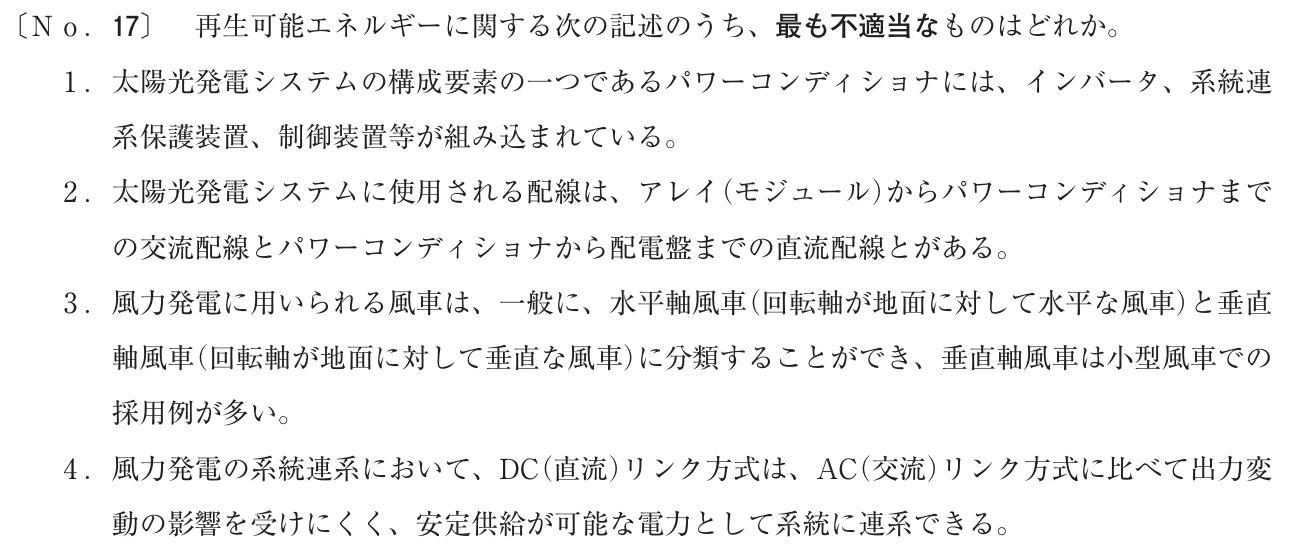 〔Ｎｏ．17〕　再生可能エネルギーに関する次の記述のうち、最も不適当なものはどれか。
１．太陽光発電システムの構成要素の一つであるパワーコンディショナには、インバータ、系統連
系保護装置、制御装置等が組み込まれている。
２．太陽光発電システムに使用される配線は、アレイ(モジュール)からパワーコンディショナまで
の交流配線とパワーコンディショナから配電盤までの直流配線とがある。
３．風力発電に用いられる風車は、一般に、水平軸風車(回転軸が地面に対して水平な風車)と垂直
軸風車(回転軸が地面に対して垂直な風車)に分類することができ、垂直軸風車は小型風車での
採用例が多い。
４．風力発電の系統連系において、DC(直流)リンク方式は、AC(交流)リンク方式に比べて出力変
動の影響を受けにくく、安定供給が可能な電力として系統に連系できる。